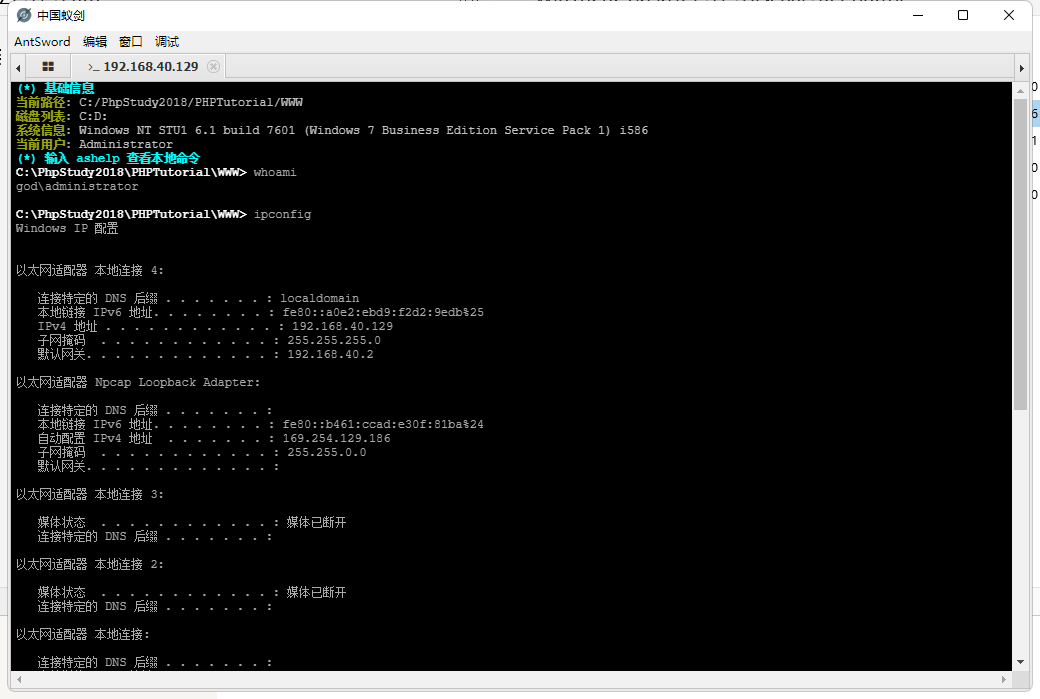 中国蚁剑
AntSword 编辑 窗口 调试
>_ 192.168.40.129
(*) 基础信息
当前路径: C:/PhpStudy2018/PHPTutorial/WWW
磁盘列表: C:D:
系统信息: Windows NT STU1 6.1 build 7601 (Windows 7 Business Edition Service Pack 1) i586
当前用户: Administrator
(*) 输入 ashelp 查看本地命令
C:\PhpStudy2018\PHPTutorial\WWW> whoami
god\administrator
C:\PhpStudy2018\PHPTutorial\WWW> ipconfig
Windows IP 配置
以太网适配器 本地连接 4:
连接特定的 DNS 后缀 . . . . . . . : localdomain
本地链接 IPv6 地址. . . . . . . . : fe80::a0e2:ebd9:f2d2:9edb%25
IPv4 地址 . . . . . . . . . . . . : 192.168.40.129
子网掩码  . . . . . . . . . . . . : 255.255.255.0
默认网关. . . . . . . . . . . . . : 192.168.40.2
以太网适配器 Npcap Loopback Adapter:
连接特定的 DNS 后缀 . . . . . . . :
本地链接 IPv6 地址. . . . . . . . : fe80::b461:ccad:e30f:81ba%24
自动配置 IPv4 地址  . . . . . . . : 169.254.129.186
子网掩码  . . . . . . . . . . . . : 255.255.0.0
默认网关. . . . . . . . . . . . . :
以太网适配器 本地连接 3:
媒体状态  . . . . . . . . . . . . : 媒体已断开
连接特定的 DNS 后缀 . . . . . . . :
以太网适配器 本地连接 2:
媒体状态  . . . . . . . . . . . . : 媒体已断开
连接特定的 DNS 后缀 . . . . . . . :
以太网适配器 本地连接:
连接特定的 DNS 后缀 . . . . . . . :